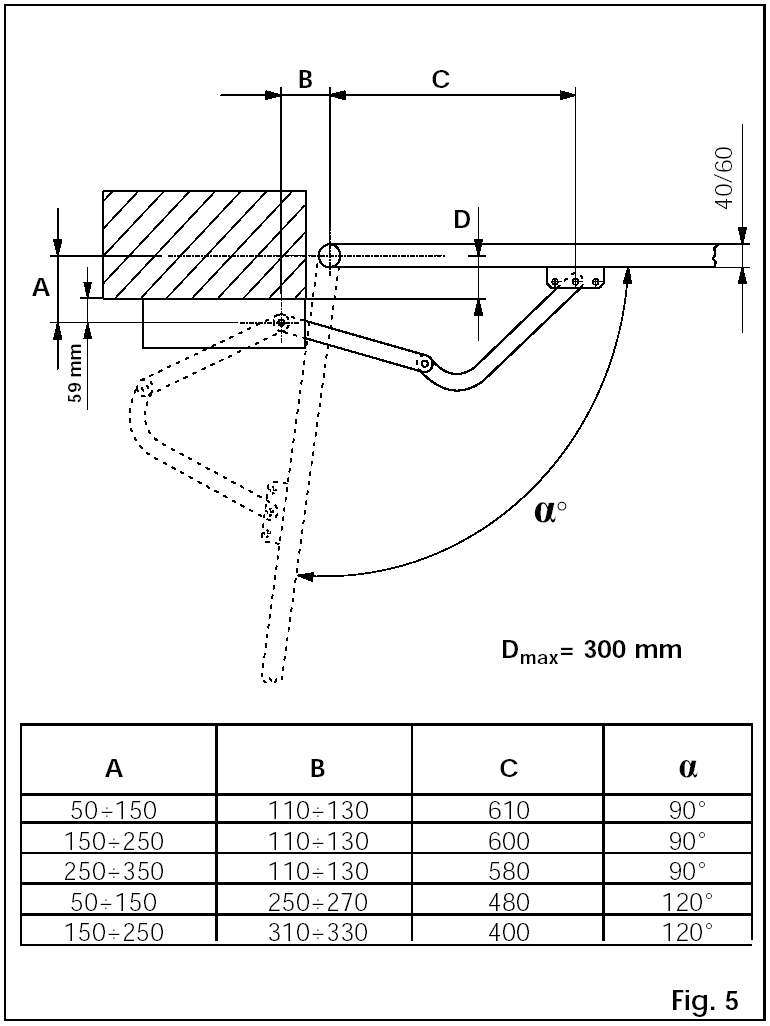 B C
40/60
D
A
59 mm
α°
Dmax= 300 mm
A B C α
50÷150 110÷130 610 90°
150÷250 110÷130 600 90°
250÷350 110÷130 580 90°
50÷150 250÷270 480 120°
150÷250 310÷330 400 120°
Fig. 5